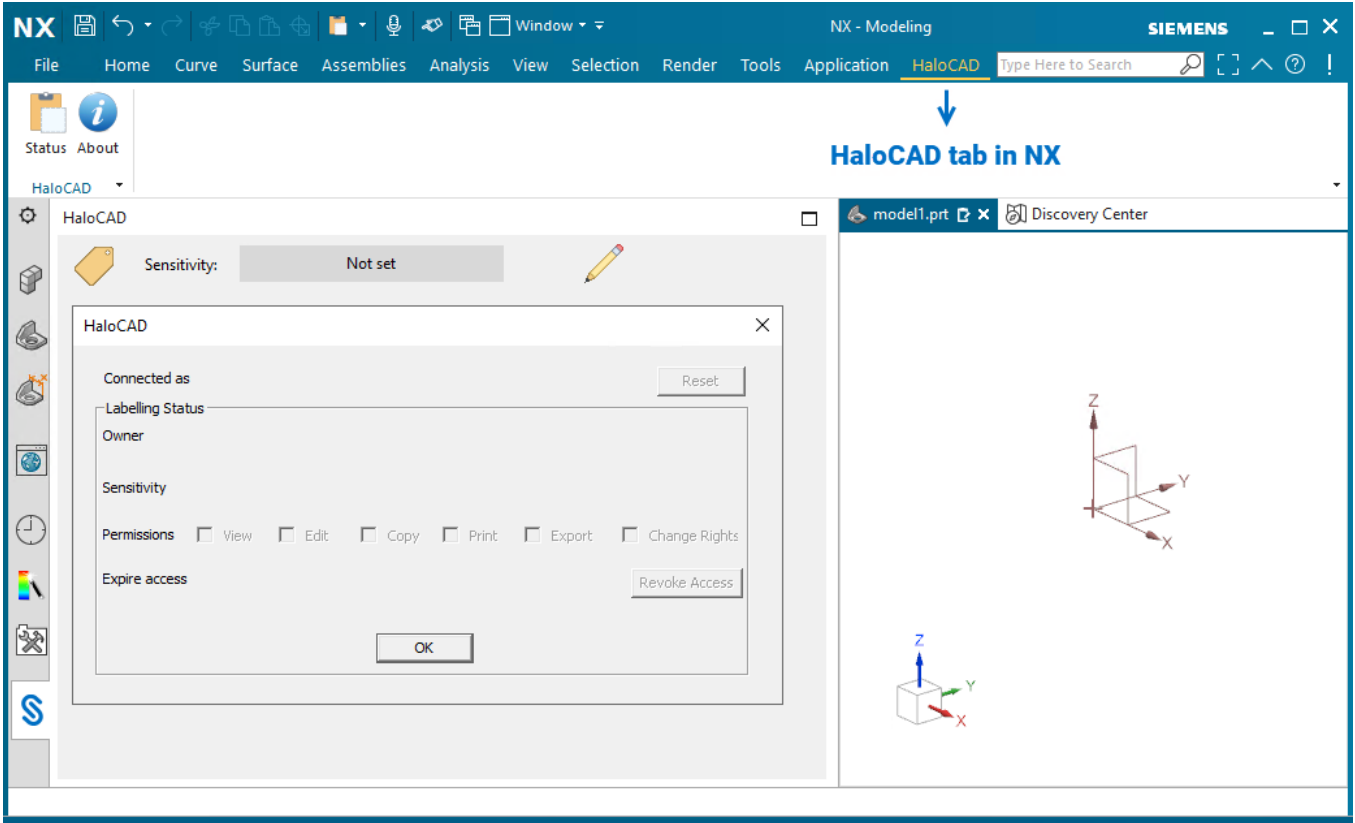 NX Window NX - Modeling SIEMENS
File Home Curve Surface Assemblies Analysis View Selection Render Tools Application HaloCAD Type Here to Search
Status About
HaloCAD tab in NX
HaloCAD
HaloCAD
model1.prt Discovery Center
Sensitivity: Not set
HaloCAD
Connected as Reset
Labelling Status
Owner
Sensitivity
Permissions View Edit Copy Print Export Change Rights
Expire access Revoke Access
OK
Z
Y
X
Z
Y
X